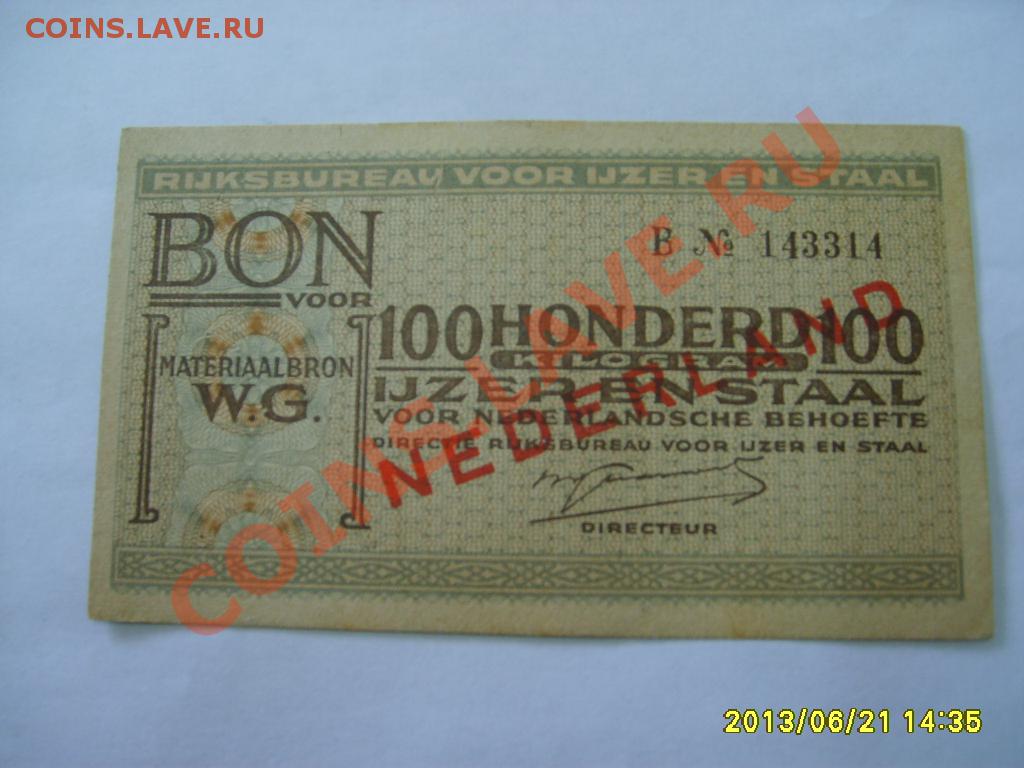 COINS.LAVE.RU
RIJKSBUREAU VOOR IJZER EN STAAL
BON
VOOR
MATERIAALBRON
W.G.
B № 143314
100 HONDERD 100
KILOGRAM
IJZER EN STAAL
VOOR NEDERLANDSCHE BEHOEFTE
DIRECTIE RIJKSBUREAU VOOR IJZER EN STAAL
DIRECTEUR
NEDERLAND
COINS.LAVE.RU
2013/06/21 14:35